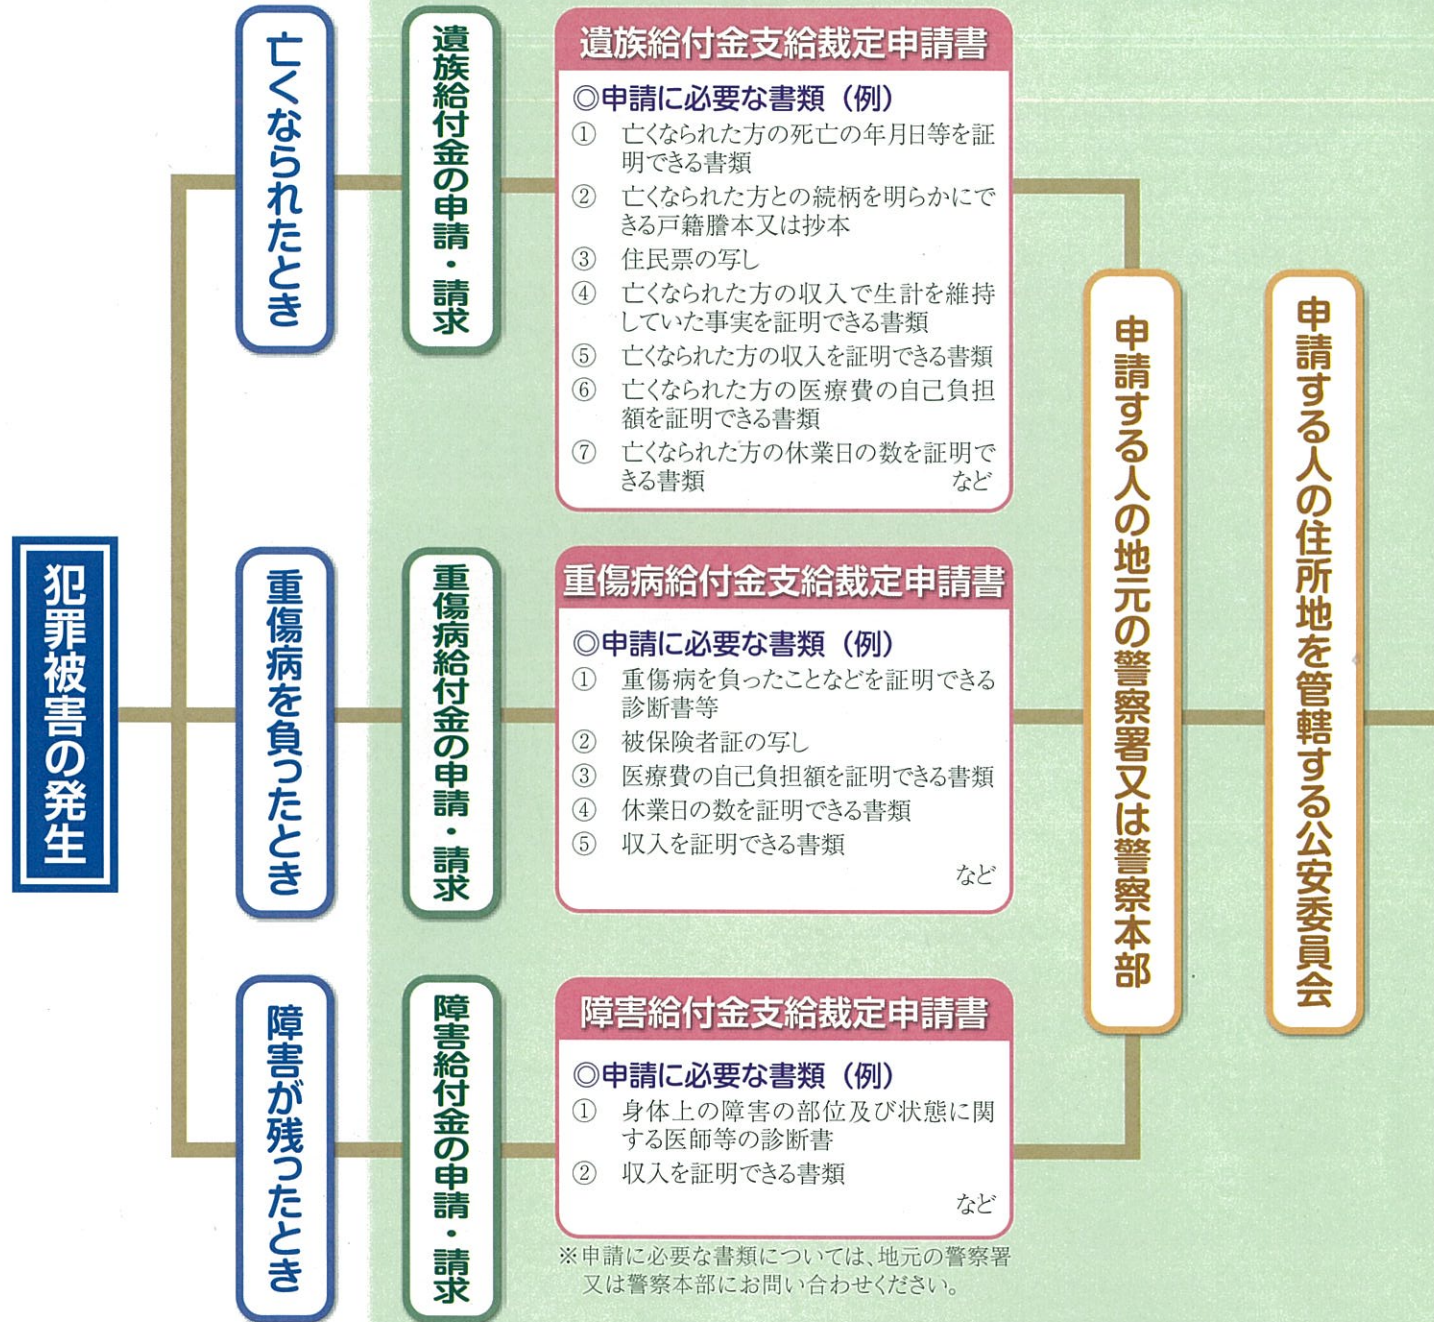 犯罪被害の発生
亡くなられたとき
遺族給付金の申請・請求
遺族給付金支給裁定申請書
◎申請に必要な書類（例）
① 亡くなられた方の死亡の年月日等を証
明できる書類
② 亡くなられた方との続柄を明らかにで
きる戸籍謄本又は抄本
③ 住民票の写し
④ 亡くなられた方の収入で生計を維持
していた事実を証明できる書類
⑤ 亡くなられた方の収入を証明できる書類
⑥ 亡くなられた方の医療費の自己負担
額を証明できる書類
⑦ 亡くなられた方の休業日の数を証明で
きる書類 など
重傷病を負ったとき
重傷病給付金の申請・請求
重傷病給付金支給裁定申請書
◎申請に必要な書類（例）
① 重傷病を負ったことなどを証明できる
診断書等
② 被保険者証の写し
③ 医療費の自己負担額を証明できる書類
④ 休業日の数を証明できる書類
⑤ 収入を証明できる書類
など
障害が残ったとき
障害給付金の申請・請求
障害給付金支給裁定申請書
◎申請に必要な書類（例）
① 身体上の障害の部位及び状態に関
する医師等の診断書
② 収入を証明できる書類
など
※申請に必要な書類については、地元の警察署
又は警察本部にお問い合わせください。
申請する人の地元の警察署又は警察本部
申請する人の住所地を管轄する公安委員会